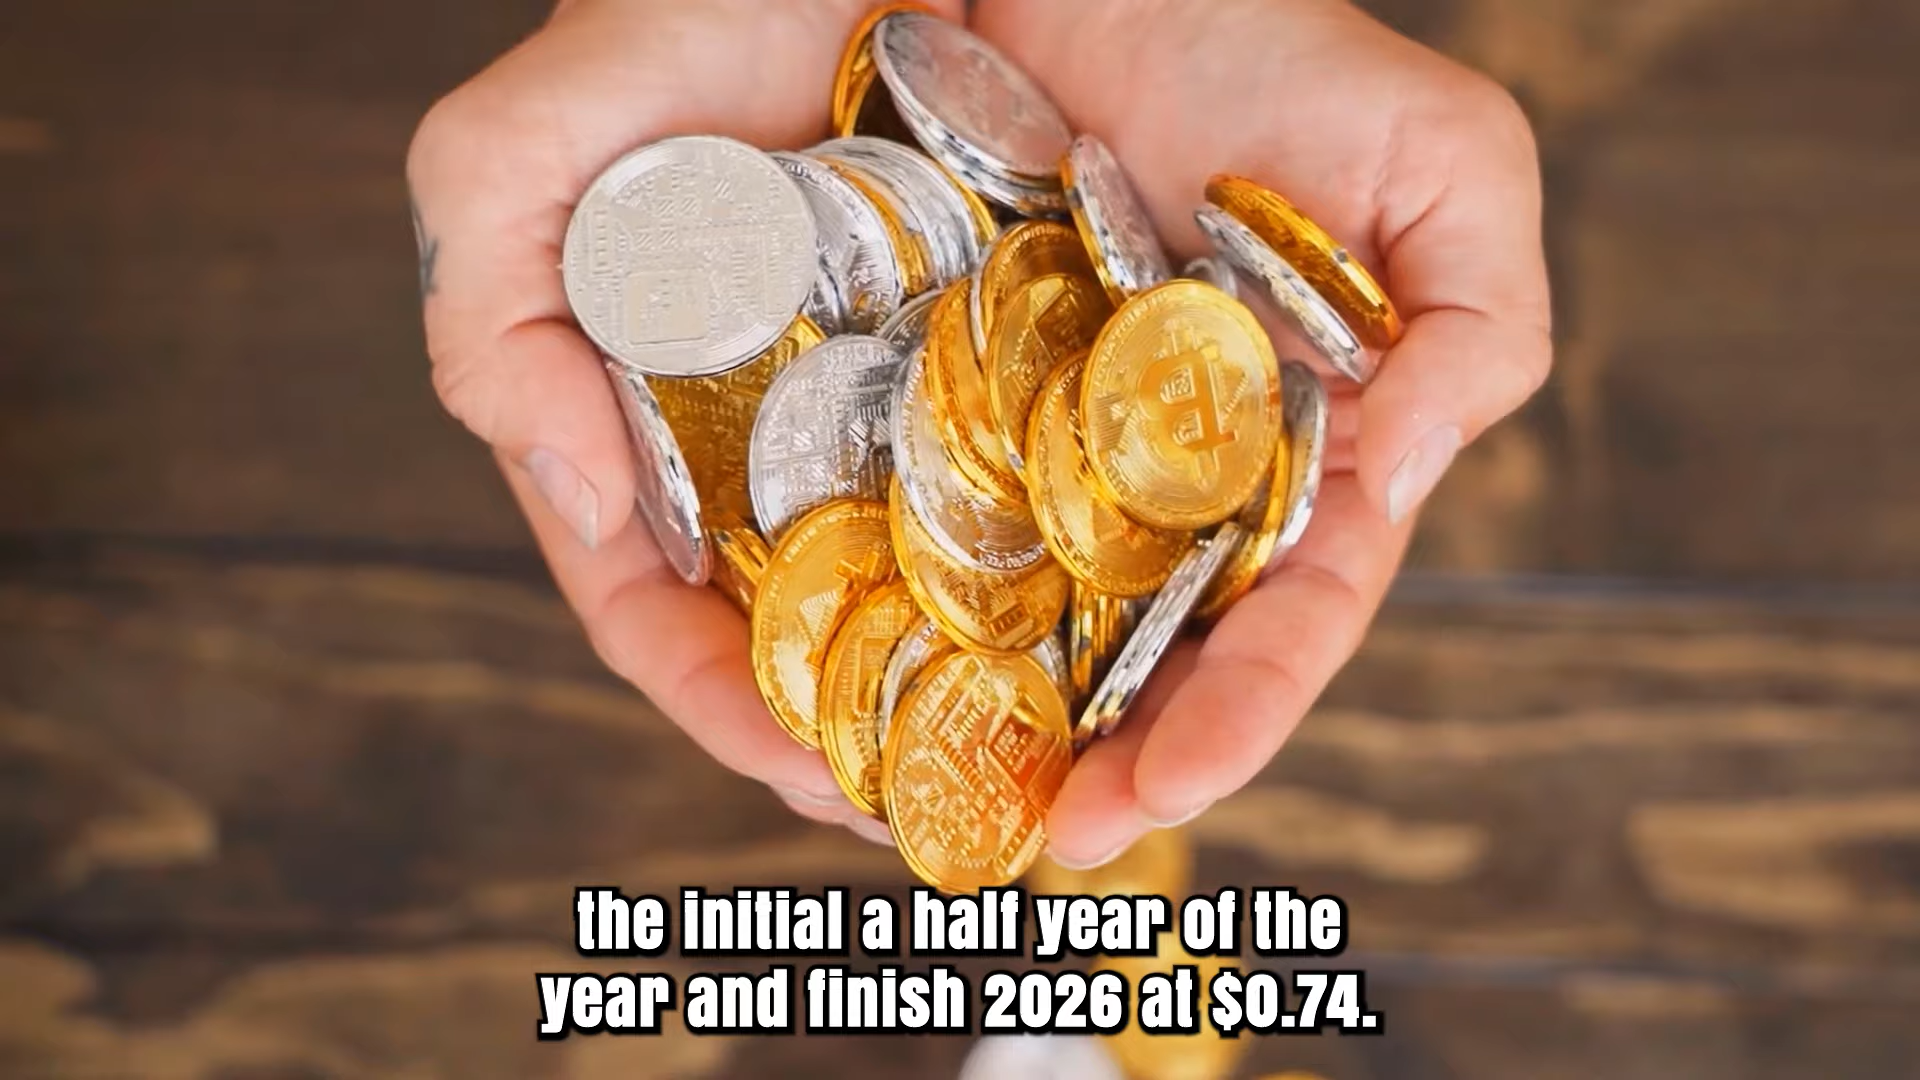 the initial a half year of the
year and finish 2026 at $0.74.